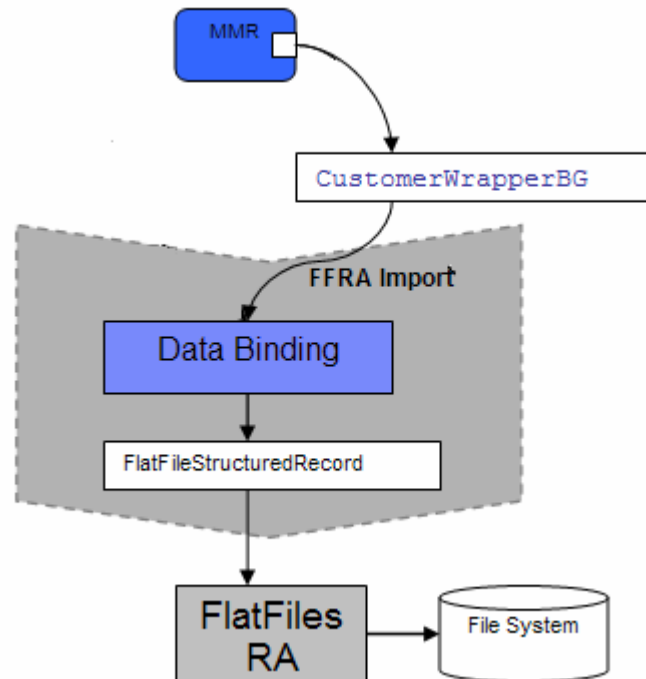 MMR
CustomerWrapperBG
FFRA Import
Data Binding
FlatFileStructuredRecord
FlatFiles
RA
File System